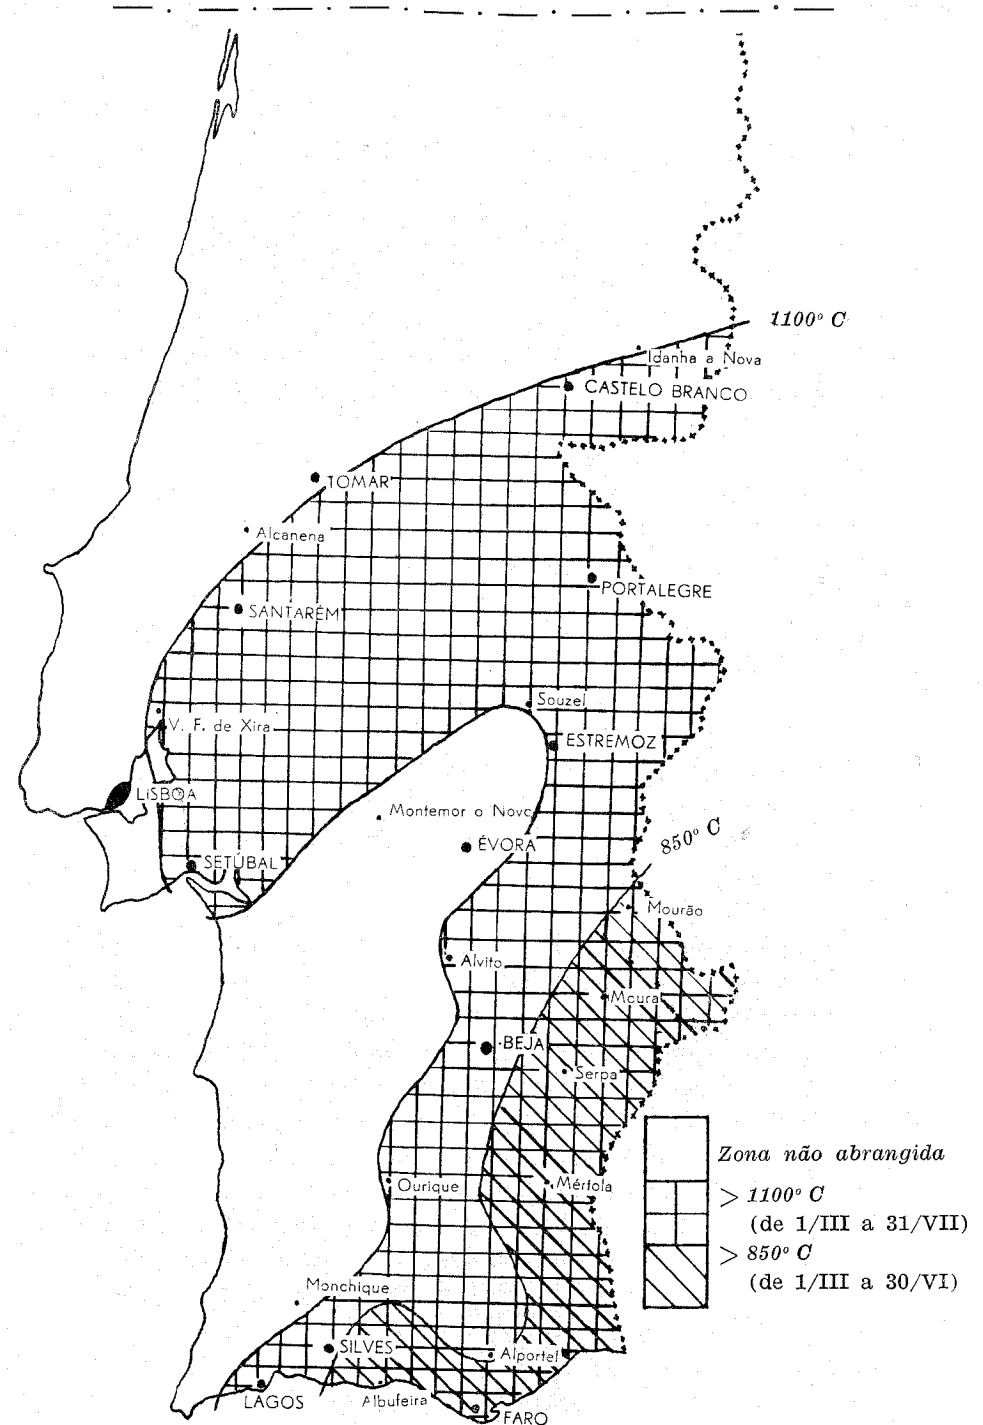 1100° C
Idanha a Nova
CASTELO BRANCO
TOMAR
Alcanena
PORTALEGRE
SANTARÉM
Souzel
V. F. de Xira
ESTREMOZ
LISBOA
Montemor o Novo
850° C
ÉVORA
SETÚBAL
Mourão
Alvito
Moura
BEJA
Serpa
Zona não abrangida
Ourique
Mértola
> 1100° C
(de 1/III a 31/VII)
> 850° C
(de 1/III a 30/VI)
Monchique
SILVES
Alportel
LAGOS
Albufeira
FARO